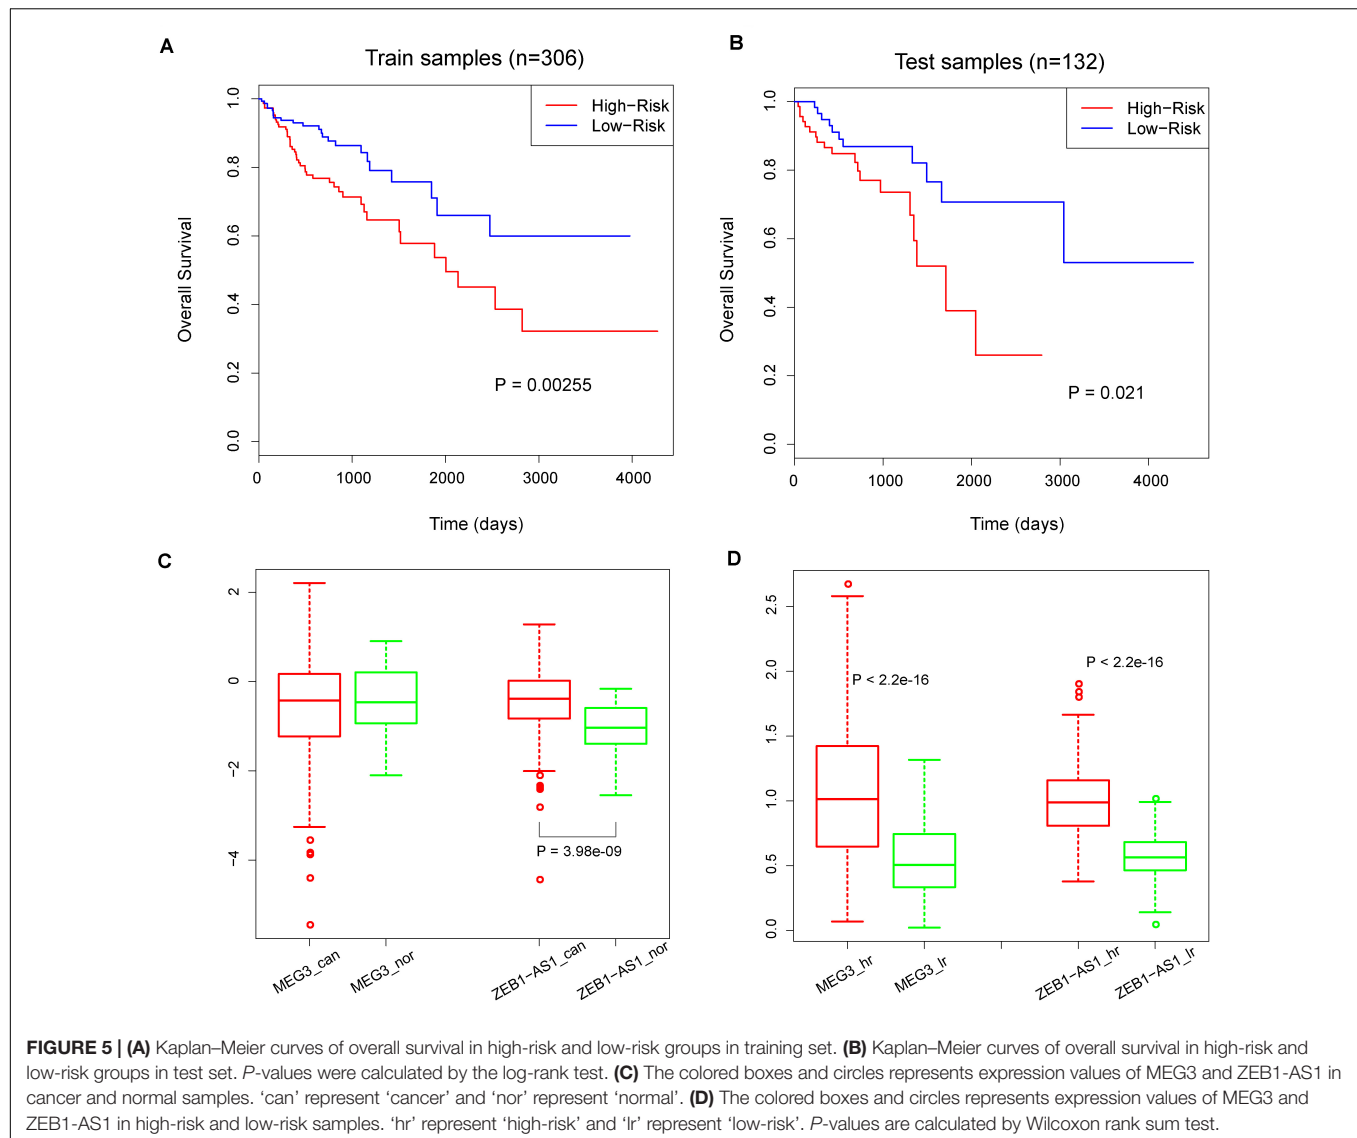 A
Train samples (n=306)
High-Risk
Low-Risk
Overall Survival
1.0
0.8
0.6
0.4
0.2
0.0
P = 0.00255
0 1000 2000 3000 4000
Time (days)
B
Test samples (n=132)
High-Risk
Low-Risk
Overall Survival
1.0
0.8
0.6
0.4
0.2
0.0
P = 0.021
0 1000 2000 3000 4000
Time (days)
C
2
0
−2
−4
P = 3.98e-09
MEG3_can
MEG3_nor
ZEB1−AS1_can
ZEB1−AS1_nor
D
2.5
2.0
1.5
1.0
0.5
0.0
P < 2.2e-16
P < 2.2e-16
MEG3_hr
MEG3_lr
ZEB1−AS1_hr
ZEB1−AS1_lr
FIGURE 5 | (A) Kaplan–Meier curves of overall survival in high-risk and low-risk groups in training set. (B) Kaplan–Meier curves of overall survival in high-risk and
low-risk groups in test set. P-values were calculated by the log-rank test. (C) The colored boxes and circles represents expression values of MEG3 and ZEB1-AS1 in
cancer and normal samples. ‘can’ represent ‘cancer’ and ‘nor’ represent ‘normal’. (D) The colored boxes and circles represents expression values of MEG3 and
ZEB1-AS1 in high-risk and low-risk samples. ‘hr’ represent ‘high-risk’ and ‘lr’ represent ‘low-risk’. P-values are calculated by Wilcoxon rank sum test.